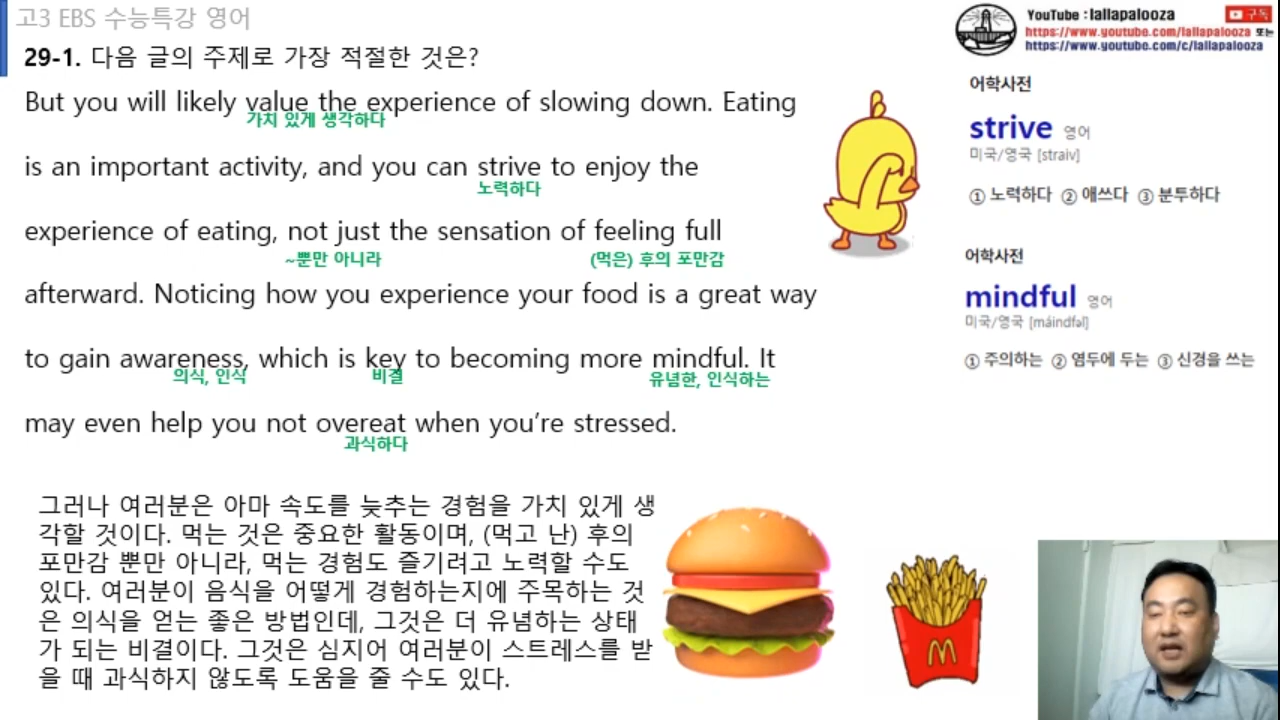 고3 EBS 수능특강 영어
YouTube : lallapalooza
구독
https://www.youtube.com/lallapalooza 또는
https://www.youtube.com/c/lallapalooza
29-1. 다음 글의 주제로 가장 적절한 것은?
But you will likely value the experience of slowing down. Eating
가치 있게 생각하다
is an important activity, and you can strive to enjoy the
노력하다
experience of eating, not just the sensation of feeling full
~뿐만 아니라 (먹은) 후의 포만감
afterward. Noticing how you experience your food is a great way
to gain awareness, which is key to becoming more mindful. It
의식, 인식 비결 유념한, 인식하는
may even help you not overeat when you're stressed.
과식하다
어학사전
strive 영어
미국/영국 [straiv]
① 노력하다 ② 애쓰다 ③ 분투하다
어학사전
mindful 영어
미국/영국 [máindfəl]
① 주의하는 ② 염두에 두는 ③ 신경을 쓰는
그러나 여러분은 아마 속도를 늦추는 경험을 가치 있게 생
각할 것이다. 먹는 것은 중요한 활동이며, (먹고 난) 후의
포만감 뿐만 아니라, 먹는 경험도 즐기려고 노력할 수도
있다. 여러분이 음식을 어떻게 경험하는지에 주목하는 것
은 의식을 얻는 좋은 방법인데, 그것은 더 유념하는 상태
가 되는 비결이다. 그것은 심지어 여러분이 스트레스를 받
을 때 과식하지 않도록 도움을 줄 수도 있다.